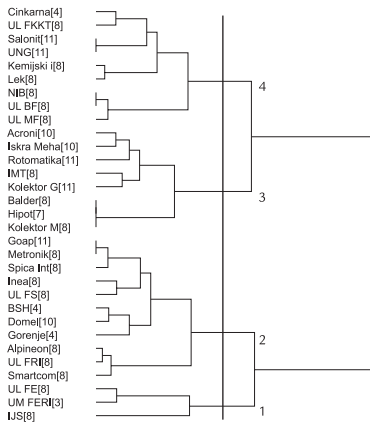 Cinkarna[4]
UL FKKT[8]
Salonit[11]
UNG[11]
Kemijski i[8]
Lek[8]
NIB[8]
UL BF[8]
UL MF[8]
Acroni[10]
Iskra Meha[10]
Rotomatika[11]
IMT[8]
Kolektor G[11]
Balder[8]
Hipot[7]
Kolektor M[8]
Goap[11]
Metronik[8]
Spica Int[8]
Inea[8]
UL FS[8]
BSH[4]
Domel[10]
Gorenje[4]
Alpineon[8]
UL FRI[8]
Smartcom[8]
UL FE[8]
UM FERI[3]
IJS[8]
4
3
2
1